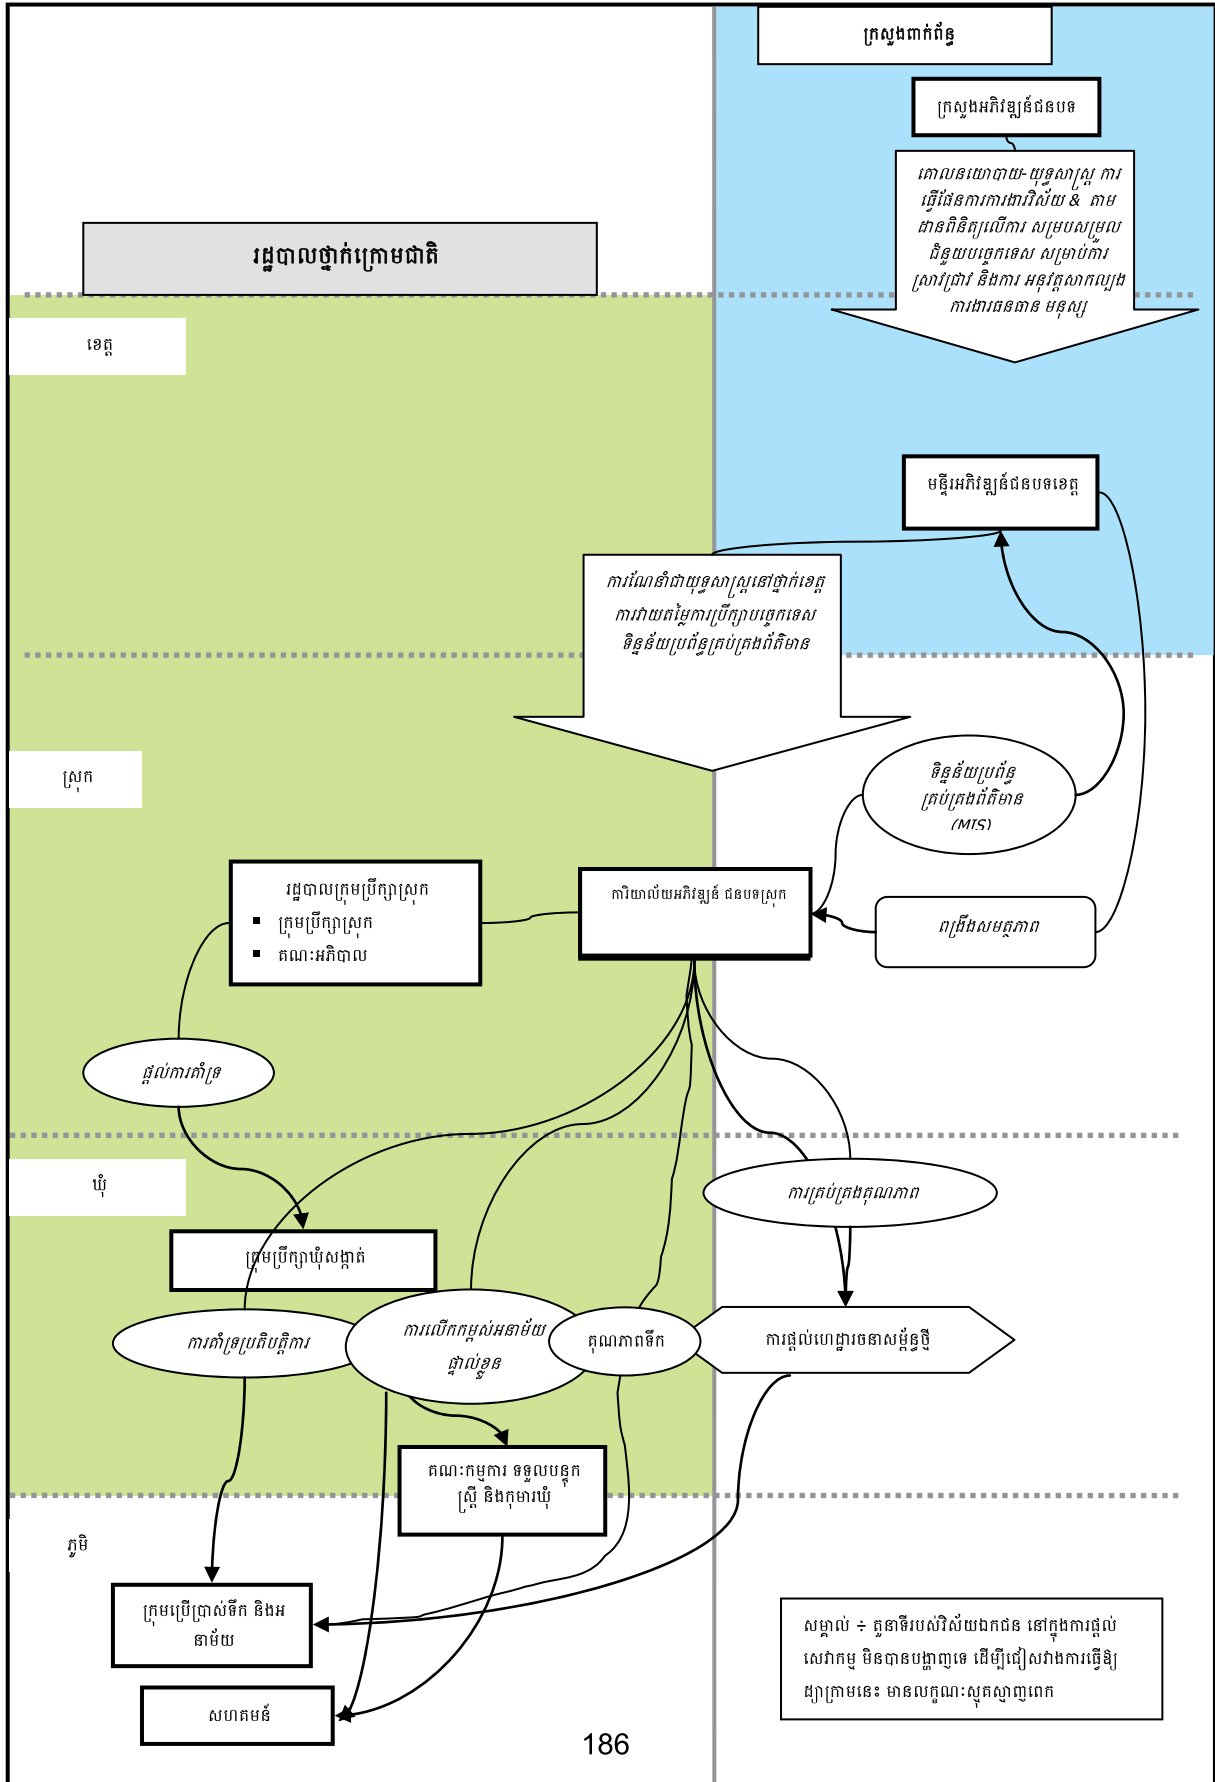 ក្រសួងពាក់ព័ន្ធ
ក្រសួងអភិវឌ្ឍន៍ជនបទ
គោលនយោបាយ-យុទ្ធសាស្ត្រ ការ
ធ្វើផែនការការងារវិស័យ & តាម
ដានពិនិត្យលើការ សម្របសម្រួល
ជំនួយបច្ចេកទេស សម្រាប់ការ
ស្រាវជ្រាវ និងការ អនុវត្តសាកល្បង
ការងារធនធាន មនុស្ស
រដ្ឋបាលថ្នាក់ក្រោមជាតិ
ខេត្ត
មន្ទីរអភិវឌ្ឍន៍ជនបទខេត្ត
ការណែនាំជាយុទ្ធសាស្ត្រនៅថ្នាក់ខេត្ត
ការវាយតម្លៃការប្រឹក្សាបច្ចេកទេស
ទិន្នន័យប្រព័ន្ធគ្រប់គ្រងព័ត៌មាន
ស្រុក
ទិន្នន័យប្រព័ន្ធ
គ្រប់គ្រងព័ត៌មាន
(MIS)
រដ្ឋបាលក្រុមប្រឹក្សាស្រុក
▪ ក្រុមប្រឹក្សាស្រុក
▪ គណៈអភិបាល
ការិយាល័យអភិវឌ្ឍន៍ ជនបទស្រុក
ពង្រឹងសមត្ថភាព
ផ្តល់ការគាំទ្រ
ឃុំ
ការគ្រប់គ្រងគុណភាព
ក្រុមប្រឹក្សាឃុំសង្កាត់
ការគាំទ្រប្រតិបត្តិការ
ការលើកកម្ពស់អនាម័យ
ផ្ទាល់ខ្លួន
គុណភាពទឹក
ការផ្តល់ហេដ្ឋារចនាសម្ព័ន្ធថ្មី
គណៈកម្មការ ទទួលបន្ទុក
ស្ត្រី និងកុមារឃុំ
ភូមិ
ក្រុមប្រើប្រាស់ទឹក និងអ
នាម័យ
សហគមន៍
សម្គាល់ ÷ តួនាទីរបស់វិស័យឯកជន នៅក្នុងការផ្តល់
សេវាកម្ម មិនបានបង្ហាញទេ ដើម្បីជៀសវាងការធ្វើឱ្យ
ដ្យាក្រាមនេះ មានលក្ខណៈស្មុគស្មាញពេក
186